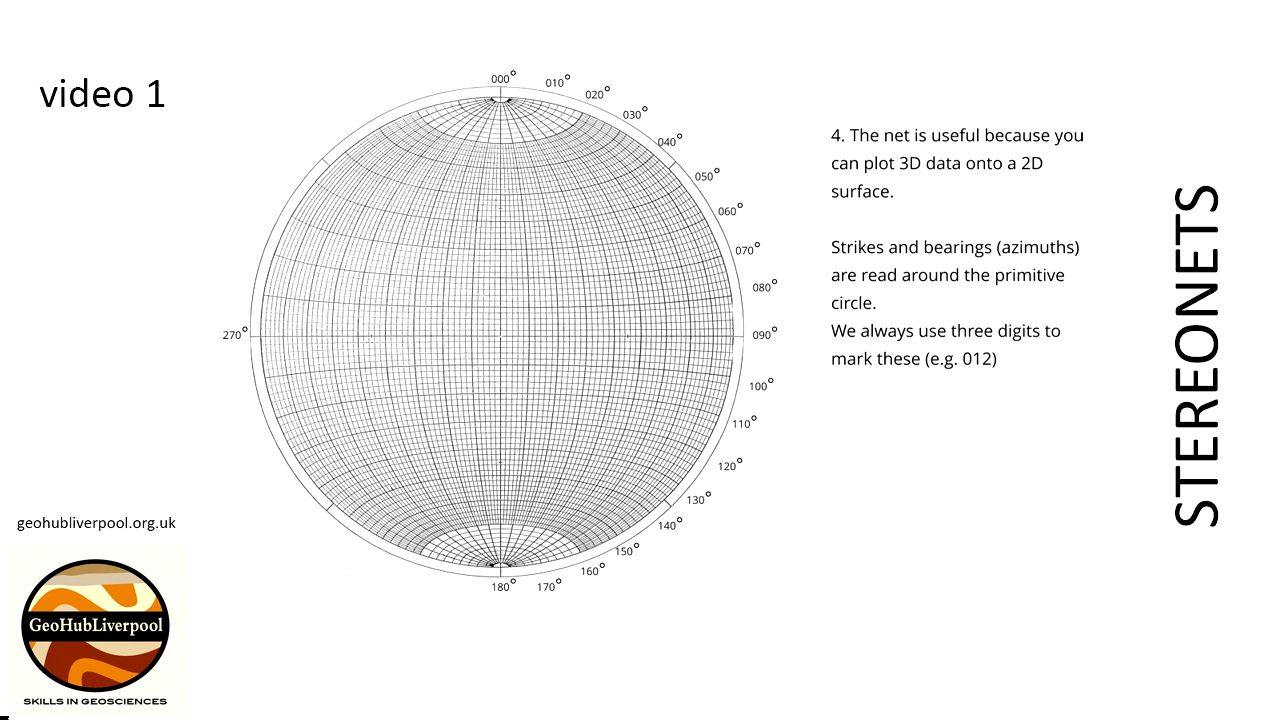 video 1
000°
010°
020°
030°
040°
050°
060°
070°
080°
270°
090°
100°
110°
120°
130°
140°
150°
160°
180°
170°
4. The net is useful because you
can plot 3D data onto a 2D
surface.
Strikes and bearings (azimuths)
are read around the primitive
circle.
We always use three digits to
mark these (e.g. 012)
STEREONETS
geohubliverpool.org.uk
GeoHubLiverpool
SKILLS IN GEOSCIENCES